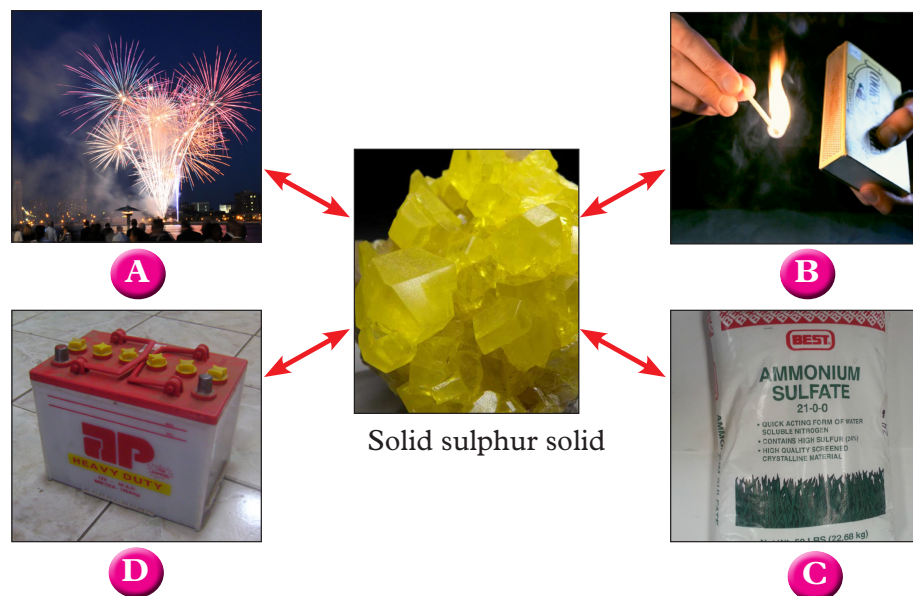 A
B
BEST
AMMONIUM
SULFATE
21-0-0
• QUICK ACTING FORM OF WATER
SOLUBLE NITROGEN
• CONTAINS HIGH SULFUR (24%)
• HIGH QUALITY SCREENED
CRYSTALLINE MATERIAL
LBS (22,68 kg)
Solid sulphur solid
HEAVY DUTY
D
C